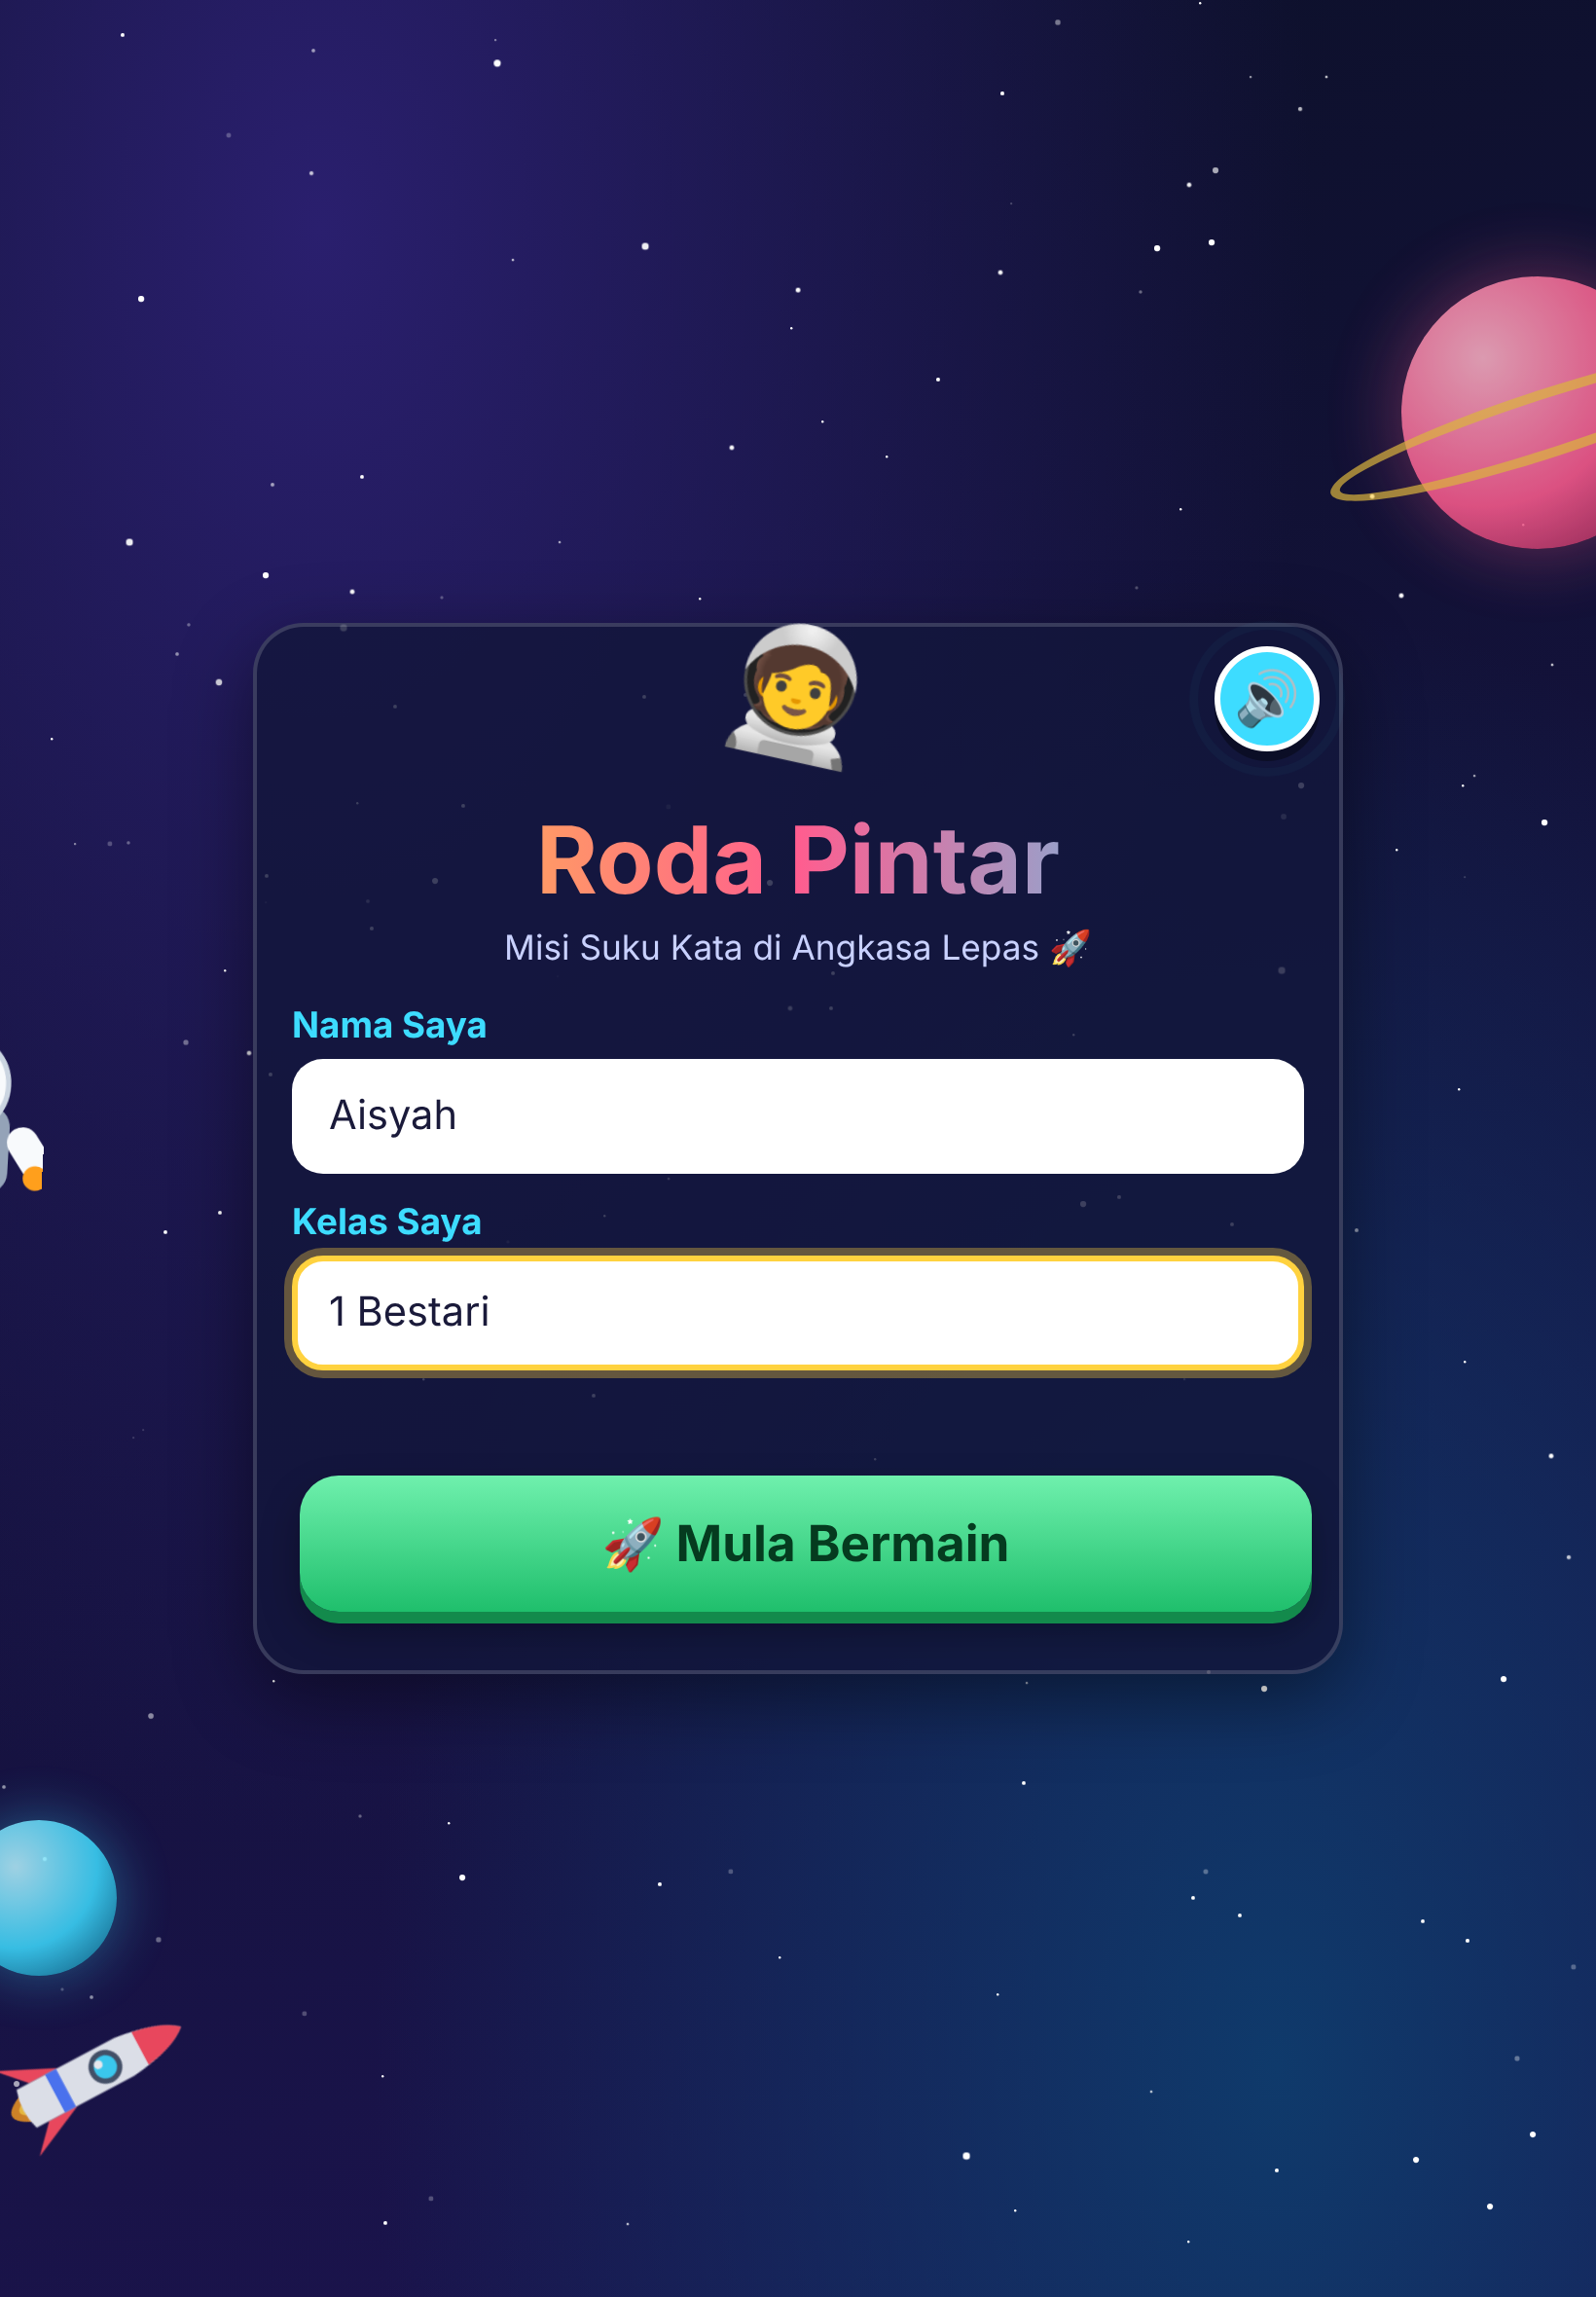 Roda Pintar
Misi Suku Kata di Angkasa Lepas 🚀
Nama Saya
Aisyah
Kelas Saya
1 Bestari
🚀 Mula Bermain